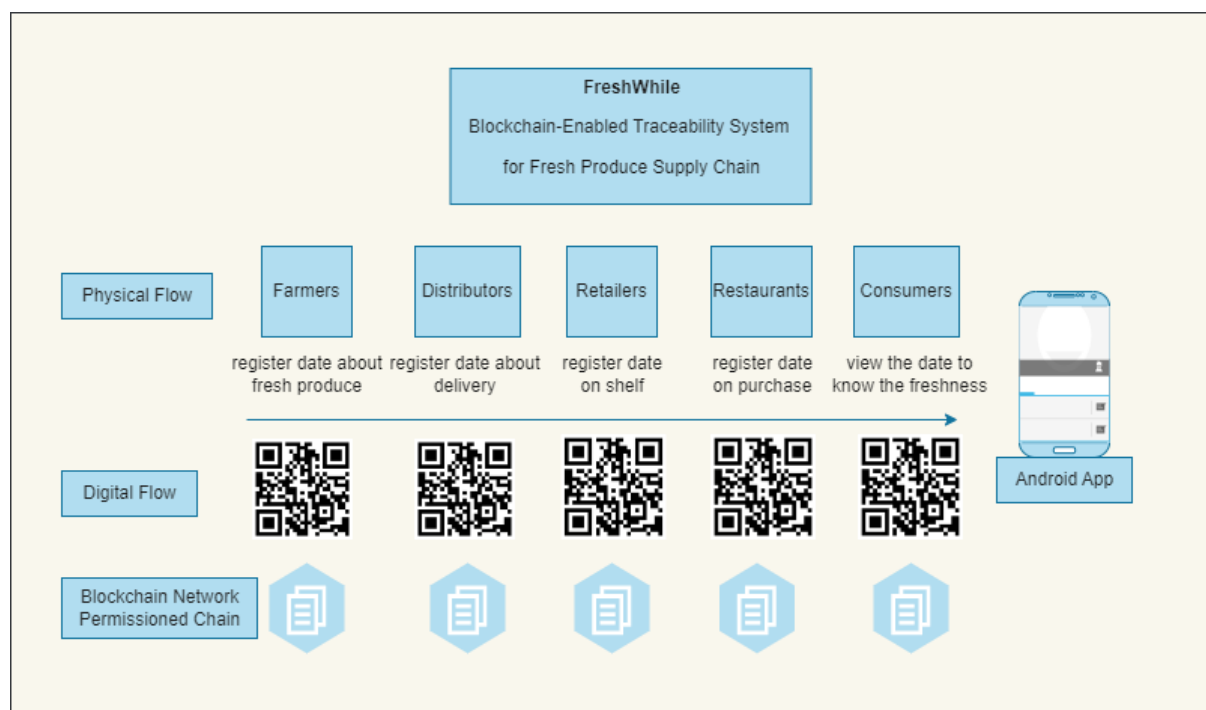 FreshWhile
Blockchain-Enabled Traceability System
for Fresh Produce Supply Chain
Physical Flow
Farmers
Distributors
Retailers
Restaurants
Consumers
register date about
fresh produce
register date about
delivery
register date
on shelf
register date
on purchase
view the date to
know the freshness
Digital Flow
Android App
Blockchain Network
Permissioned Chain